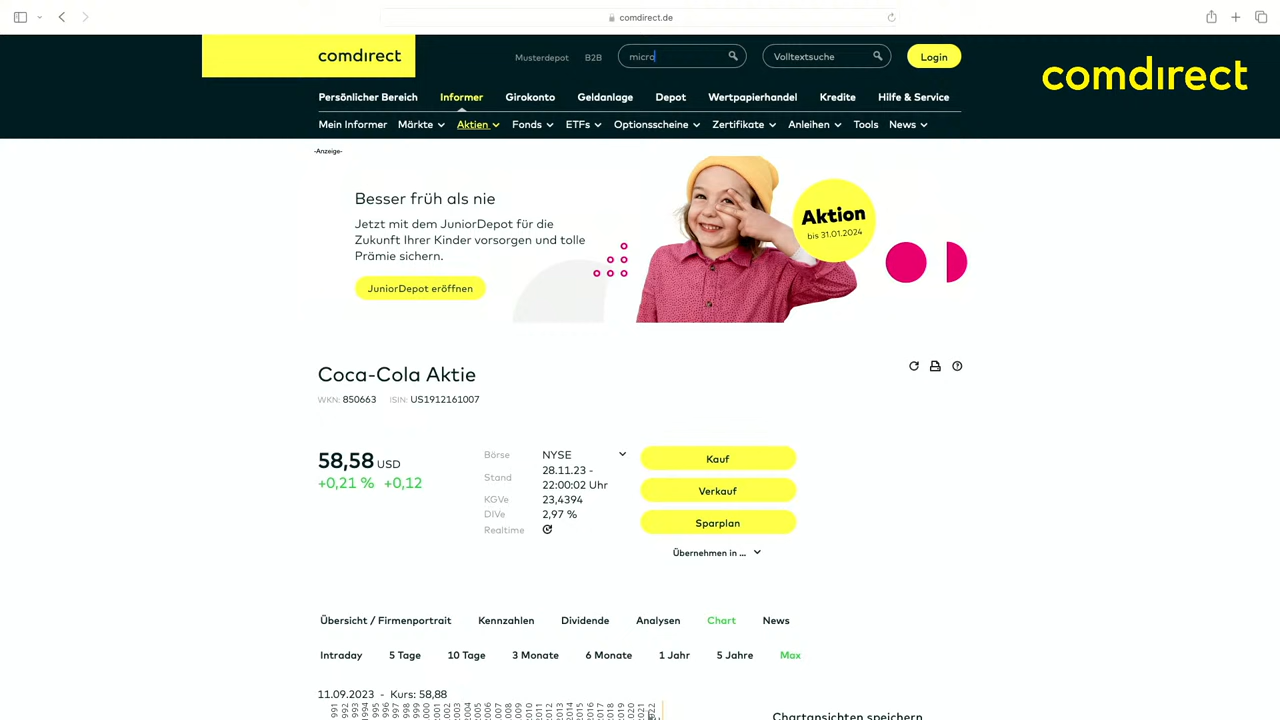 comdirect.de
comdirect
Musterdepot B2B micro Volltextsuche Login
comdirect
Persönlicher Bereich Informer Girokonto Geldanlage Depot Wertpapierhandel Kredite Hilfe & Service
Mein Informer Märkte Aktien Fonds ETFs Optionsscheine Zertifikate Anleihen Tools News
-Anzeige-
Besser früh als nie
Jetzt mit dem JuniorDepot für die
Zukunft Ihrer Kinder vorsorgen und tolle
Prämie sichern.
JuniorDepot eröffnen
Aktion
bis 31.01.2024
Coca-Cola Aktie
WKN: 850663 ISIN: US1912161007
58,58 USD
+0,21 % +0,12
Börse NYSE
Stand 28.11.23 -
22:00:02 Uhr
KGVe 23,4394
DIVe 2,97 %
Realtime
Kauf
Verkauf
Sparplan
Übernehmen in ...
Übersicht / Firmenportrait Kennzahlen Dividende Analysen Chart News
Intraday 5 Tage 10 Tage 3 Monate 6 Monate 1 Jahr 5 Jahre Max
11.09.2023 - Kurs: 58,88
Chartansichten speichern